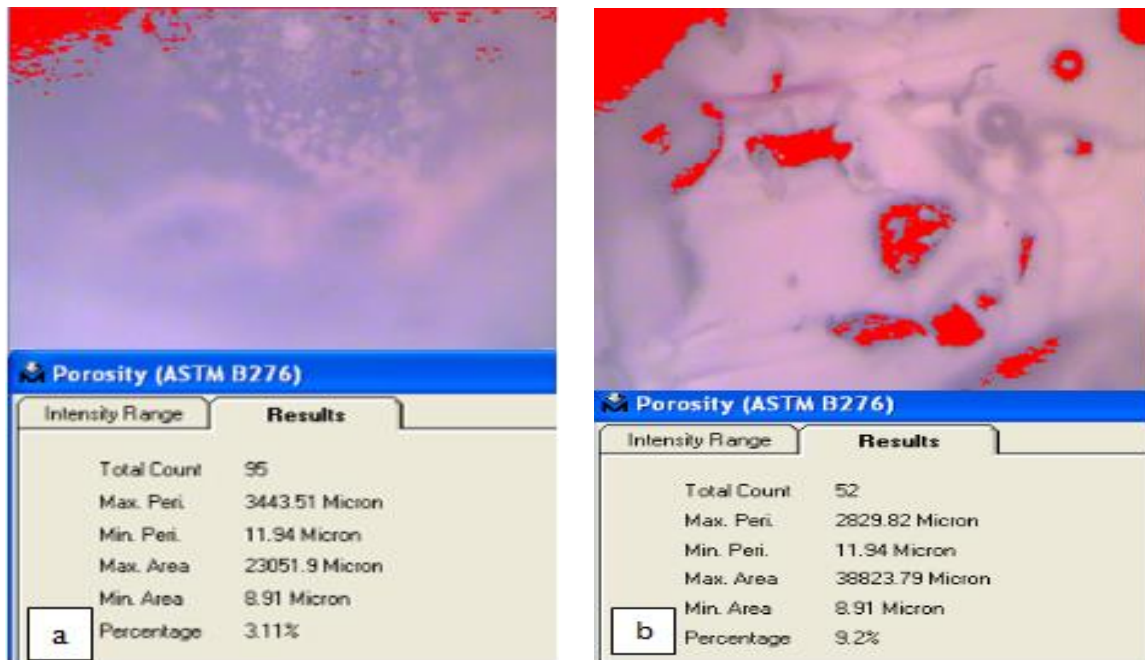 Porosity (ASTM B276)
Intensity Range Results
Total Count 95
Max. Peri. 3443.51 Micron
Min. Peri. 11.94 Micron
Max. Area 23051.9 Micron
Min. Area 8.91 Micron
Percentage 3.11%
a
Porosity (ASTM B276)
Intensity Range Results
Total Count 52
Max. Peri. 2829.82 Micron
Min. Peri. 11.94 Micron
Max. Area 38823.79 Micron
Min. Area 8.91 Micron
Percentage 9.2%
b